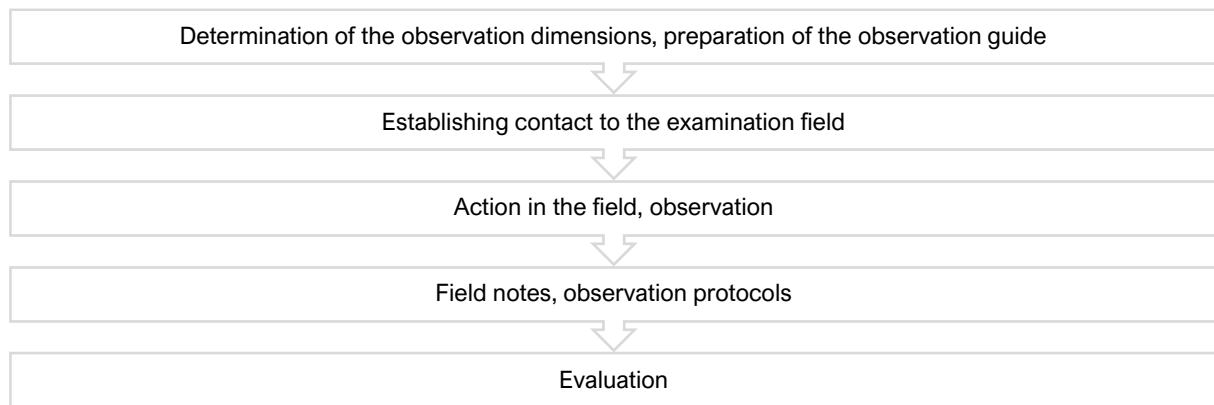 Determination of the observation dimensions, preparation of the observation guide
Establishing contact to the examination field
Action in the field, observation
Field notes, observation protocols
Evaluation